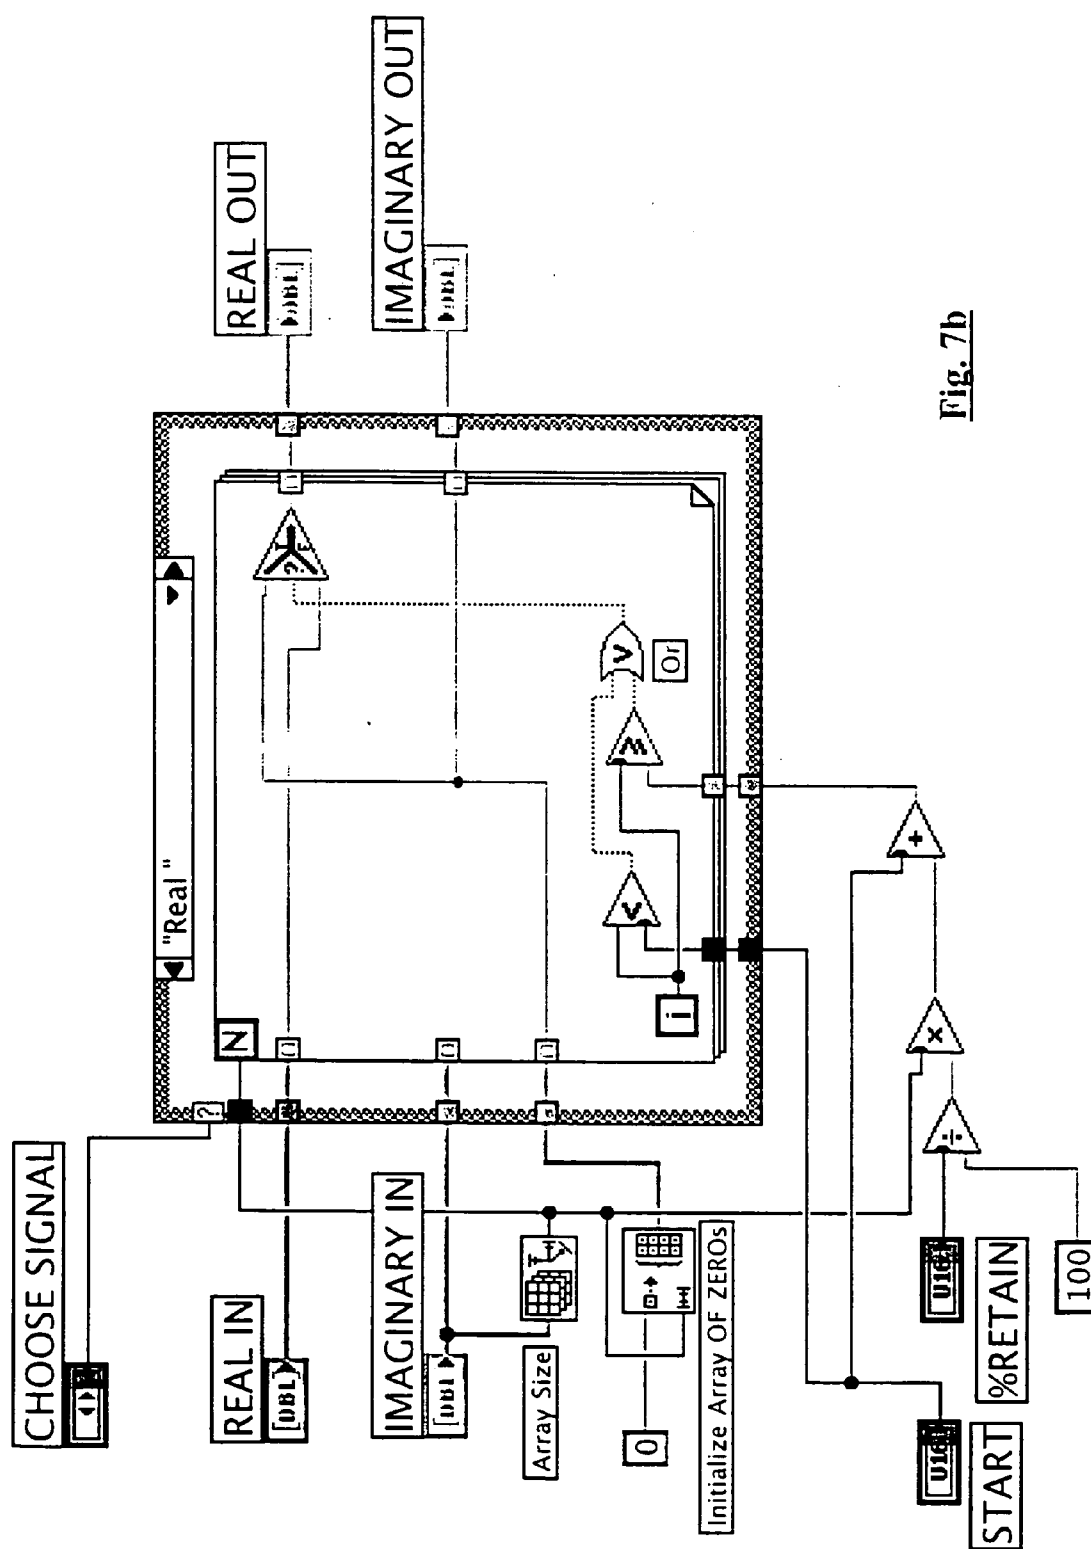 CHOOSE SIGNAL
REAL IN
[DBL]
IMAGINARY IN
[DBL]
Array Size
0
Initialize Array OF ZEROs
START
U16
%RETAIN
U16
100
÷
x
+
?
N
"Real "
i
Or
? T F
REAL OUT
DBL]
IMAGINARY OUT
DBL]
Fig. 7b